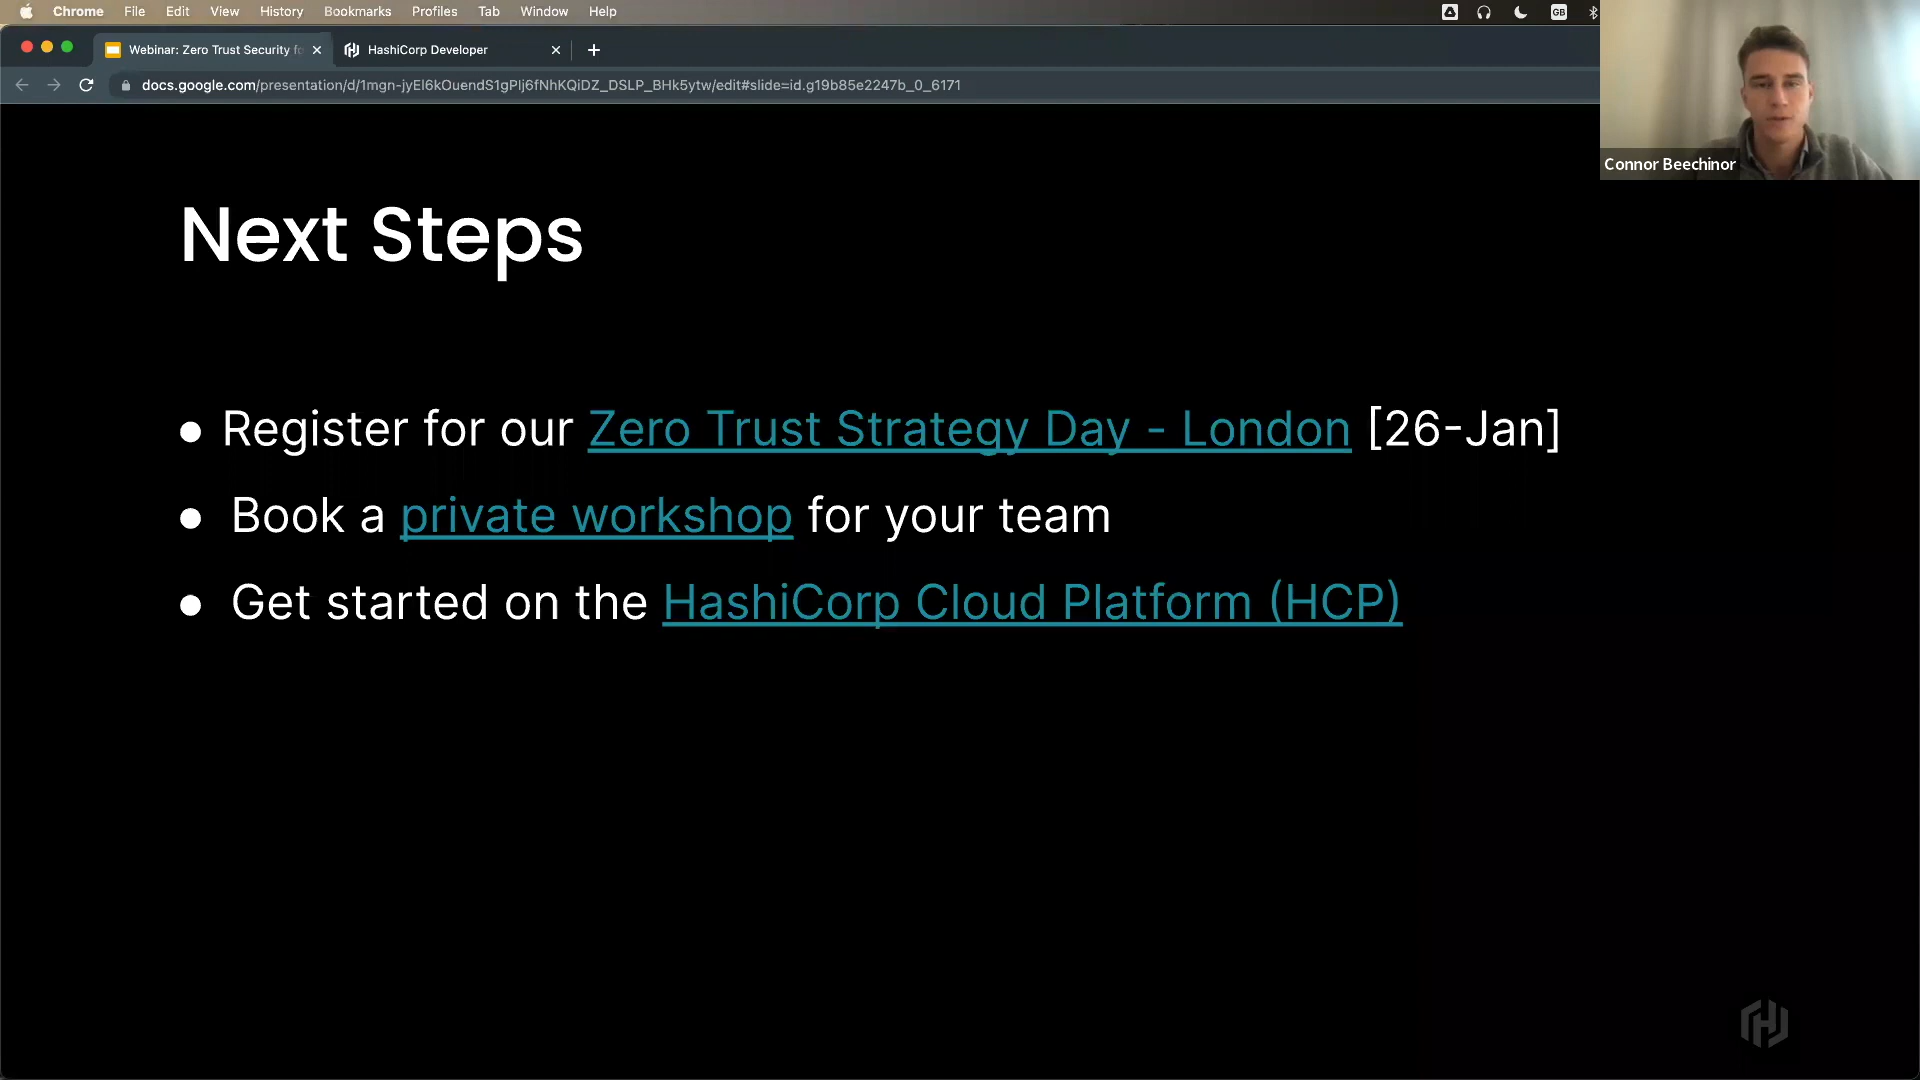 Chrome File Edit View History Bookmarks Profiles Tab Window Help GB
Webinar: Zero Trust Security fo HashiCorp Developer
docs.google.com/presentation/d/1mgn-jyEl6kOuendS1gPlj6fNhKQiDZ_DSLP_BHk5ytw/edit#slide=id.g19b85e2247b_0_6171
Connor Beechinor
Next Steps
● Register for our Zero Trust Strategy Day - London [26-Jan]
● Book a private workshop for your team
● Get started on the HashiCorp Cloud Platform (HCP)